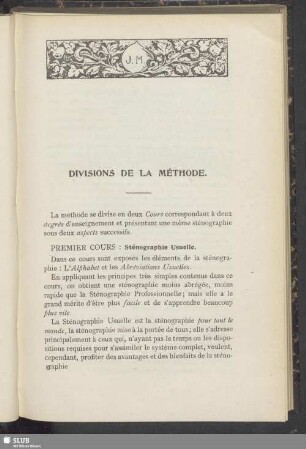 J.M
DIVISIONS DE LA MÉTHODE.
La méthode se divise en deux Cours correspondant à deux
degrés d'enseignement et présentant une même sténographie
sous deux aspects successifs.
PREMIER COURS : Sténographie Usuelle.
Dans ce cours sont exposés les éléments de la sténogra-
phie : L'Alphabet et les Abréviations Usuelles.
En appliquant les principes très simples contenus dans ce
cours, on obtient une sténographie moins abrégée, moins
rapide que la Sténographie Professionnelle ; mais elle a le
grand mérite d'être plus facile et de s'apprendre beaucoup
plus vite.
La Sténographie Usuelle est la sténographie pour tout le
monde, la sténographie mise à la portée de tous ; elle s'adresse
principalement à ceux qui, n'ayant pas le temps ou les dispo-
sitions requises pour s'assimiler le système complet, veulent,
cependant, profiter des avantages et des bienfaits de la sténo-
graphie
SLUB